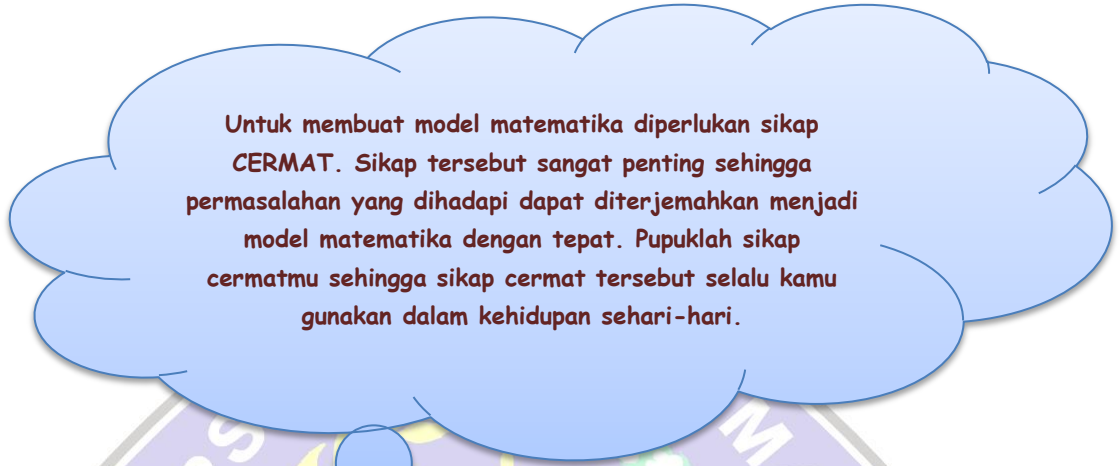 Untuk membuat model matematika diperlukan sikap
CERMAT. Sikap tersebut sangat penting sehingga
permasalahan yang dihadapi dapat diterjemahkan menjadi
model matematika dengan tepat. Pupuklah sikap
cermatmu sehingga sikap cermat tersebut selalu kamu
gunakan dalam kehidupan sehari-hari.